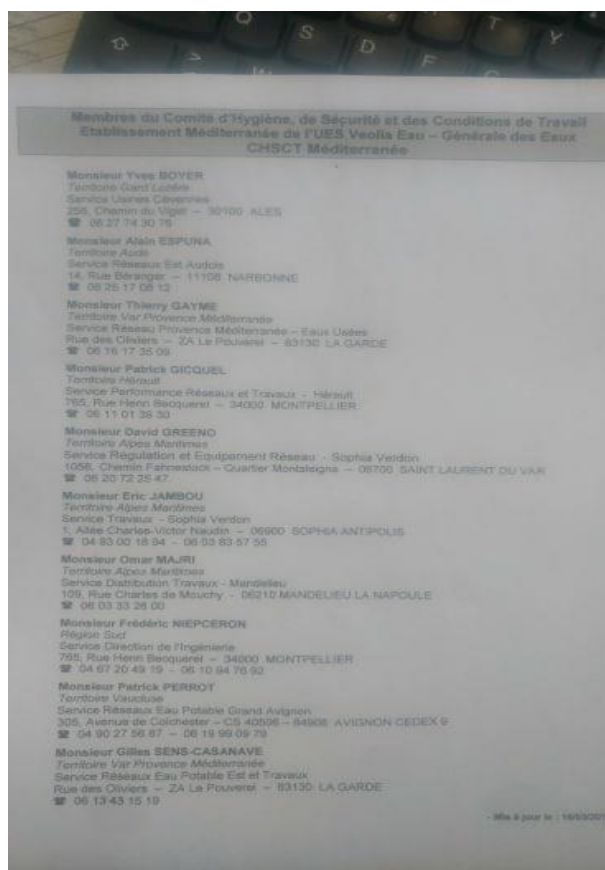 Q S D F T Y
> W
Membres du Comité d'Hygiène, de Sécurité et des Conditions de Travail
Etablissement Méditerranée de l'UES Veolia Eau – Générale des Eaux
CHSCT Méditerranée
Monsieur Yves BOYER
Territoire Gard Lozère
Service Usines Cévennes
256, Chemin du Viget – 30100 ALES
☎ 06 27 74 30 76
Monsieur Alain ESPUNA
Territoire Aude
Service Réseaux Est Audois
14, Rue Béranger – 11108 NARBONNE
☎ 06 25 17 08 12
Monsieur Thierry GAYME
Territoire Var Provence Méditerranée
Service Réseau Provence Méditerranée – Eaux Usées
Rue des Oliviers – ZA Le Pouverel – 83130 LA GARDE
☎ 06 16 17 35 09
Monsieur Patrick GICQUEL
Territoire Hérault
Service Performance Réseaux et Travaux - Hérault
765, Rue Henri Becquerel – 34000 MONTPELLIER
☎ 06 11 01 39 30
Monsieur David GREENO
Territoire Alpes Maritimes
Service Régulation et Equipement Réseau - Sophia Verdon
1056, Chemin Fahnestock – Quartier Montaleigne – 06700 SAINT LAURENT DU VAR
☎ 06 20 72 25 47
Monsieur Eric JAMBOU
Territoire Alpes Maritimes
Service Travaux - Sophia Verdon
1, Allée Charles-Victor Naudin – 06900 SOPHIA ANTIPOLIS
☎ 04 93 00 18 94 - 06 03 83 57 55
Monsieur Omar MAJRI
Territoire Alpes Maritimes
Service Distribution Travaux - Mandelieu
109, Rue Charles de Mouchy - 06210 MANDELIEU LA NAPOULE
☎ 06 03 33 26 00
Monsieur Frédéric NIEPCERON
Région Sud
Service Direction de l'Ingénierie
765, Rue Henri Becquerel – 34000 MONTPELLIER
☎ 04 67 20 49 19 - 06 10 94 76 92
Monsieur Patrick PERROT
Territoire Vaucluse
Service Réseaux Eau Potable Grand Avignon
305, Avenue de Colchester – CS 40506 – 84908 AVIGNON CEDEX 9
☎ 04 90 27 56 87 – 06 19 99 09 79
Monsieur Gilles SENS-CASANAVE
Territoire Var Provence Méditerranée
Service Réseaux Eau Potable Est et Travaux
Rue des Oliviers – ZA Le Pouverel – 83130 LA GARDE
☎ 06 13 43 15 19
- Mis à jour le :